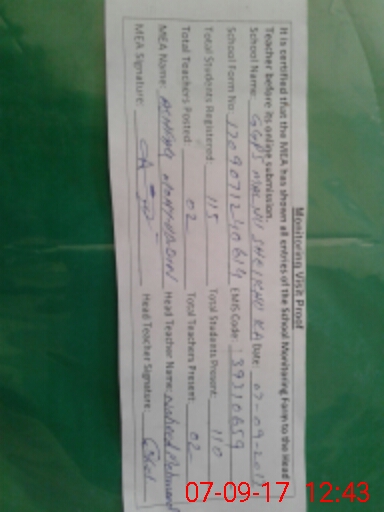 Monitoring Visit Proof
It is certified that the MEA has shown all entries of the School Monitoring Farm to the Head
Teacher before its online submission.
School Name: GGPS Date: 07-09-2017
School Form No: EMIS Code: 39310659
Total Students Registered: 115 Total Students Present: 110
Total Teachers Posted: 02 Total Teachers Present: 02
MEA Name: Head Teacher Name:
MEA Signature: Head Teacher Signature:
07-09-17 12:43